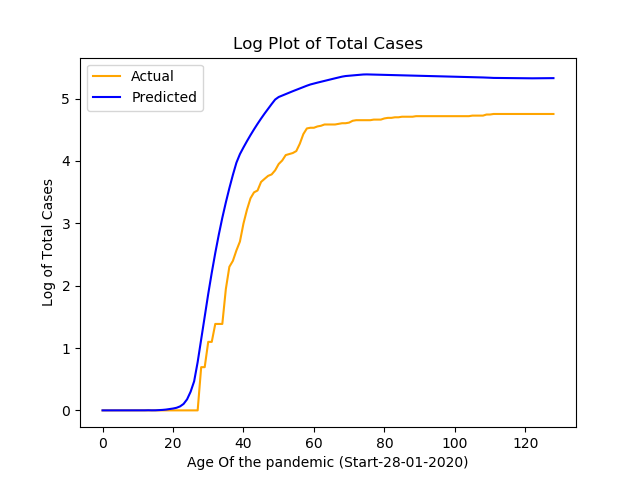 Log Plot of Total Cases
Actual
Predicted
Log of Total Cases
5
4
3
2
1
0
0 20 40 60 80 100 120
Age Of the pandemic (Start-28-01-2020)